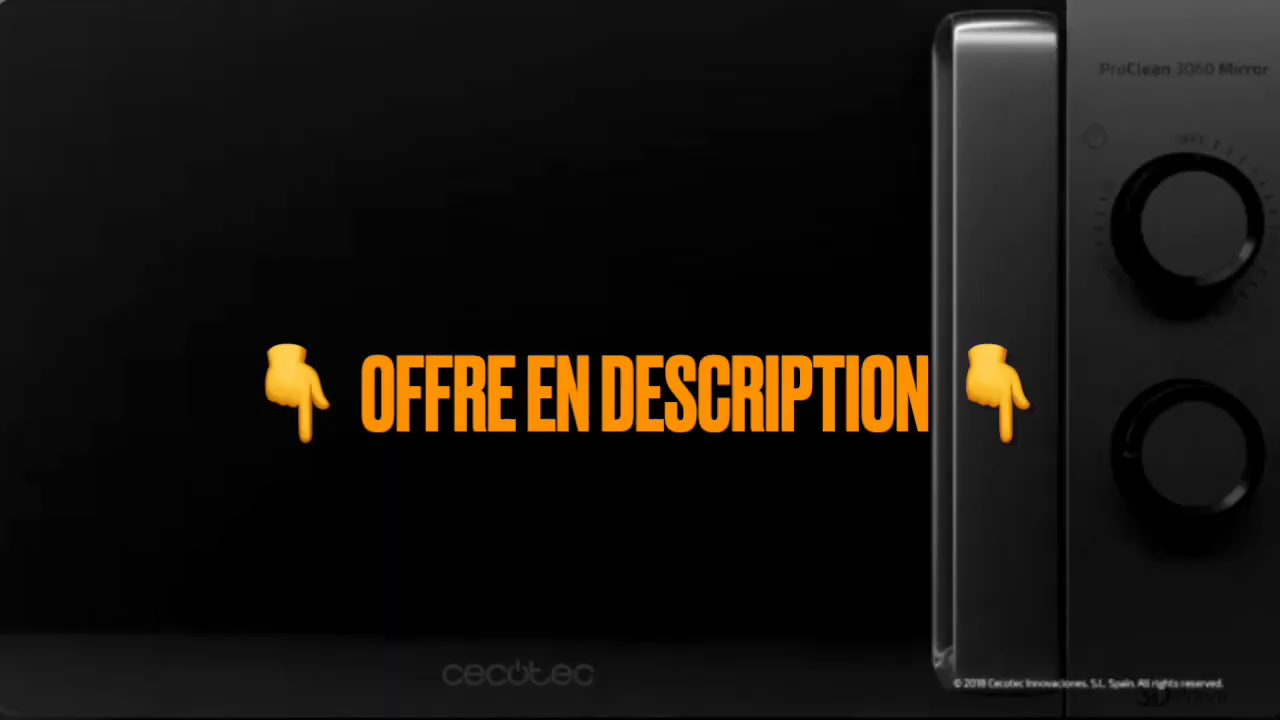 ProClean 3060 Mirror
👇 OFFRE EN DESCRIPTION 👇
cecotec
© 2018 Cecotec Innovaciones, S.L., Spain. All rights reserved.